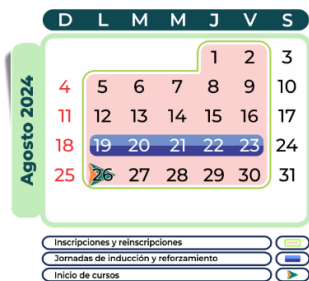 Agosto 2024
D L M M J V S
1 2 3
4 5 6 7 8 9 10
11 12 13 14 15 16 17
18 19 20 21 22 23 24
25 26 27 28 29 30 31
Inscripciones y reinscripciones
Jornadas de inducción y reforzamiento
Inicio de cursos